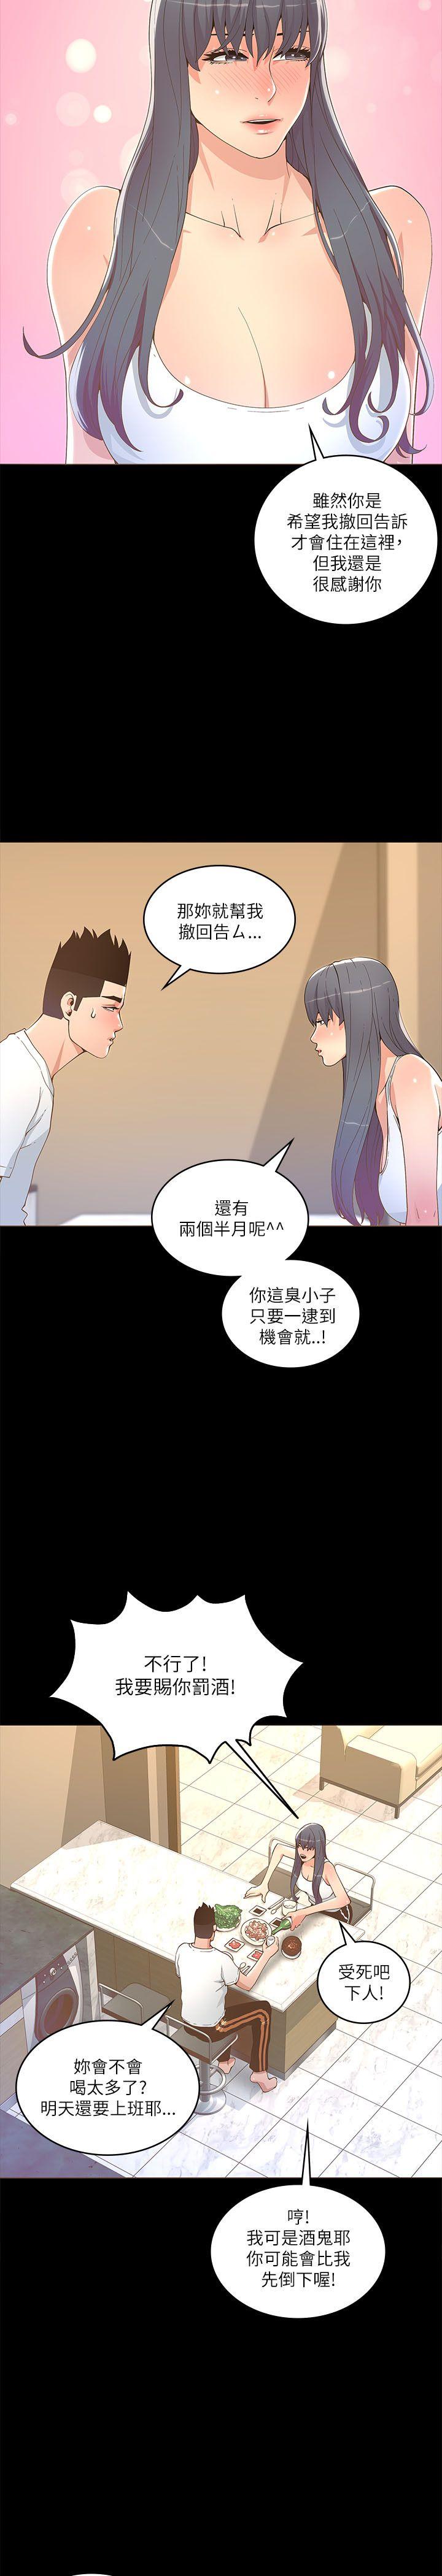 雖然你是
希望我撤回告訴
才會住在這裡，
但我還是
很感謝你
那妳就幫我
撤回告ム...
還有
兩個半月呢^^
你這臭小子
只要一逮到
機會就..!
不行了!
我要賜你罰酒!
受死吧
下人!
妳會不會
喝太多了?
明天還要上班耶...
哼!
我可是酒鬼耶
你可能會比我
先倒下喔!